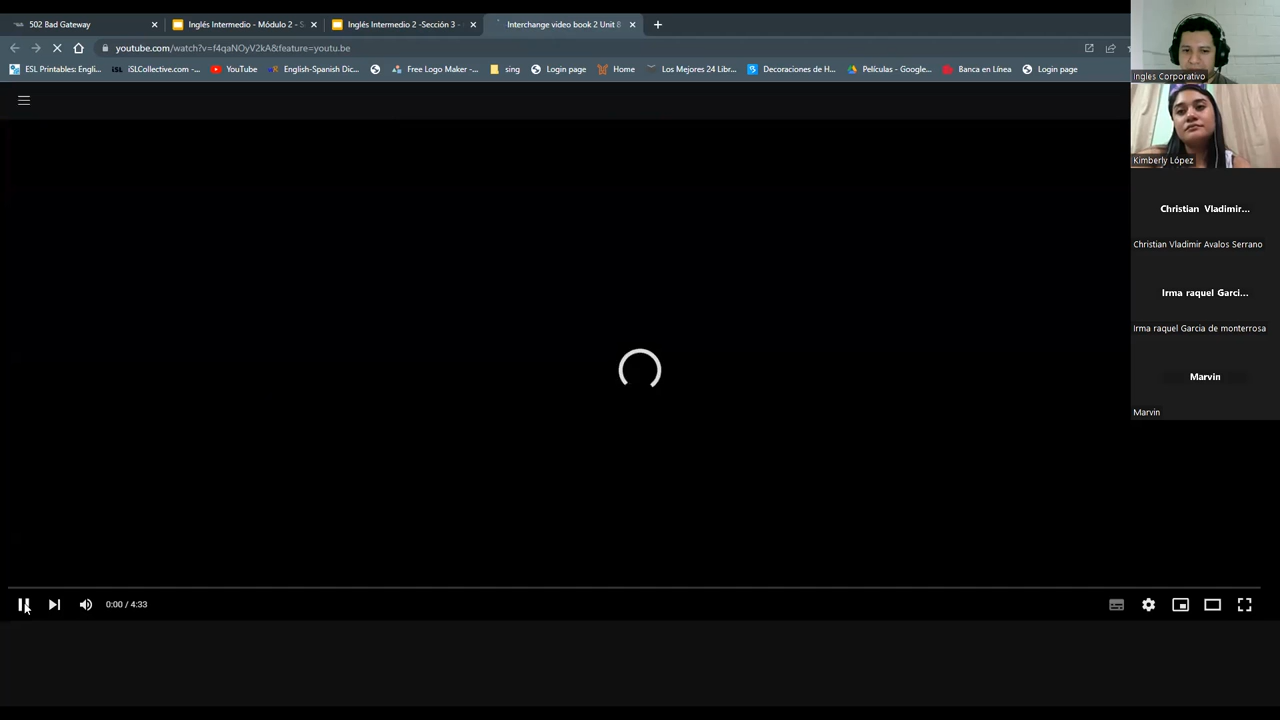 502 Bad Gateway
Inglés Intermedio - Módulo 2 - S
Inglés Intermedio 2 -Sección 3 -
Interchange video book 2 Unit 8
youtube.com/watch?v=f4qaNOyV2kA&feature=youtu.be
ESL Printables: Engli...
iSLCollective.com -...
YouTube
English-Spanish Dic...
Free Logo Maker -...
sing
Login page
Home
Los Mejores 24 Libr...
Decoraciones de H...
Películas - Google...
Banca en Línea
Login page
Ingles Corporativo
Kimberly López
Christian Vladimir...
Christian Vladimir Avalos Serrano
Irma raquel Garci...
Irma raquel Garcia de monterrosa
Marvin
Marvin
0:00 / 4:33